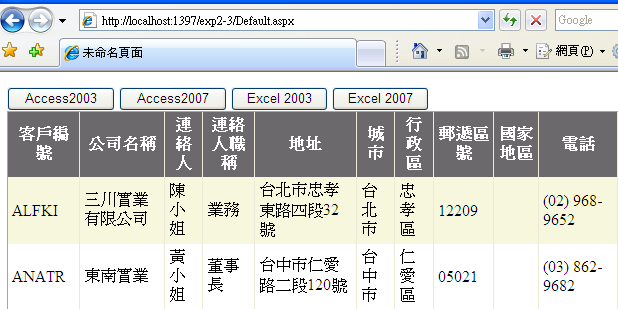 http://localhost:1397/exp2-3/Default.aspx
Google
未命名頁面
網頁(P)
Access2003 Access2007 Excel 2003 Excel 2007
客戶編號 公司名稱 連絡人 連絡人職稱 地址 城市 行政區 郵遞區號 國家地區 電話
ALFKI 三川實業有限公司 陳小姐 業務 台北市忠孝東路四段32號 台北市 忠孝區 12209 (02) 968-9652
ANATR 東南實業 黃小姐 董事長 台中市仁愛路二段120號 台中市 仁愛區 05021 (03) 862-9682